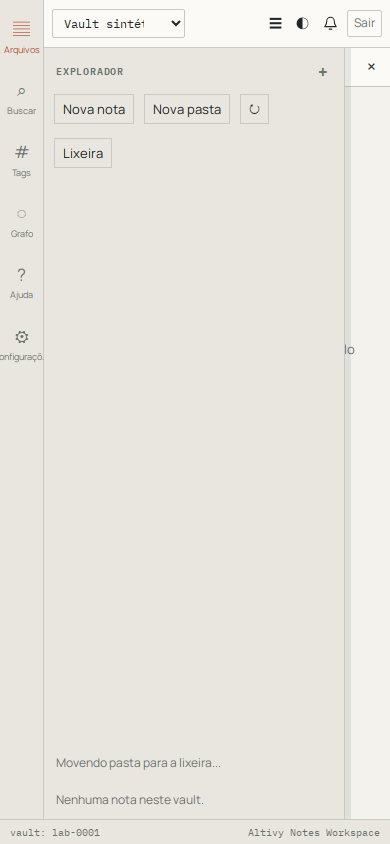 Vault sintét
Sair
Arquivos
Buscar
Tags
Grafo
Ajuda
onfiguraçõ
EXPLORADOR +
×
Nova nota Nova pasta
Lixeira
lo
Movendo pasta para a lixeira...
Nenhuma nota neste vault.
vault: lab-0001 Altivy Notes Workspace